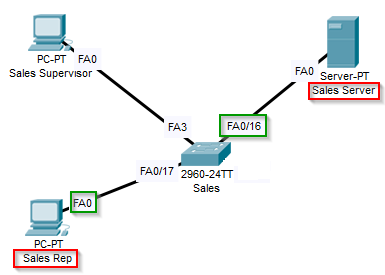 PC-PT
FA0
Sales Supervisor
FA0
Server-PT
Sales Server
FA3
FA0/16
FA0/17
2960-24TT
Sales
FA0
PC-PT
Sales Rep